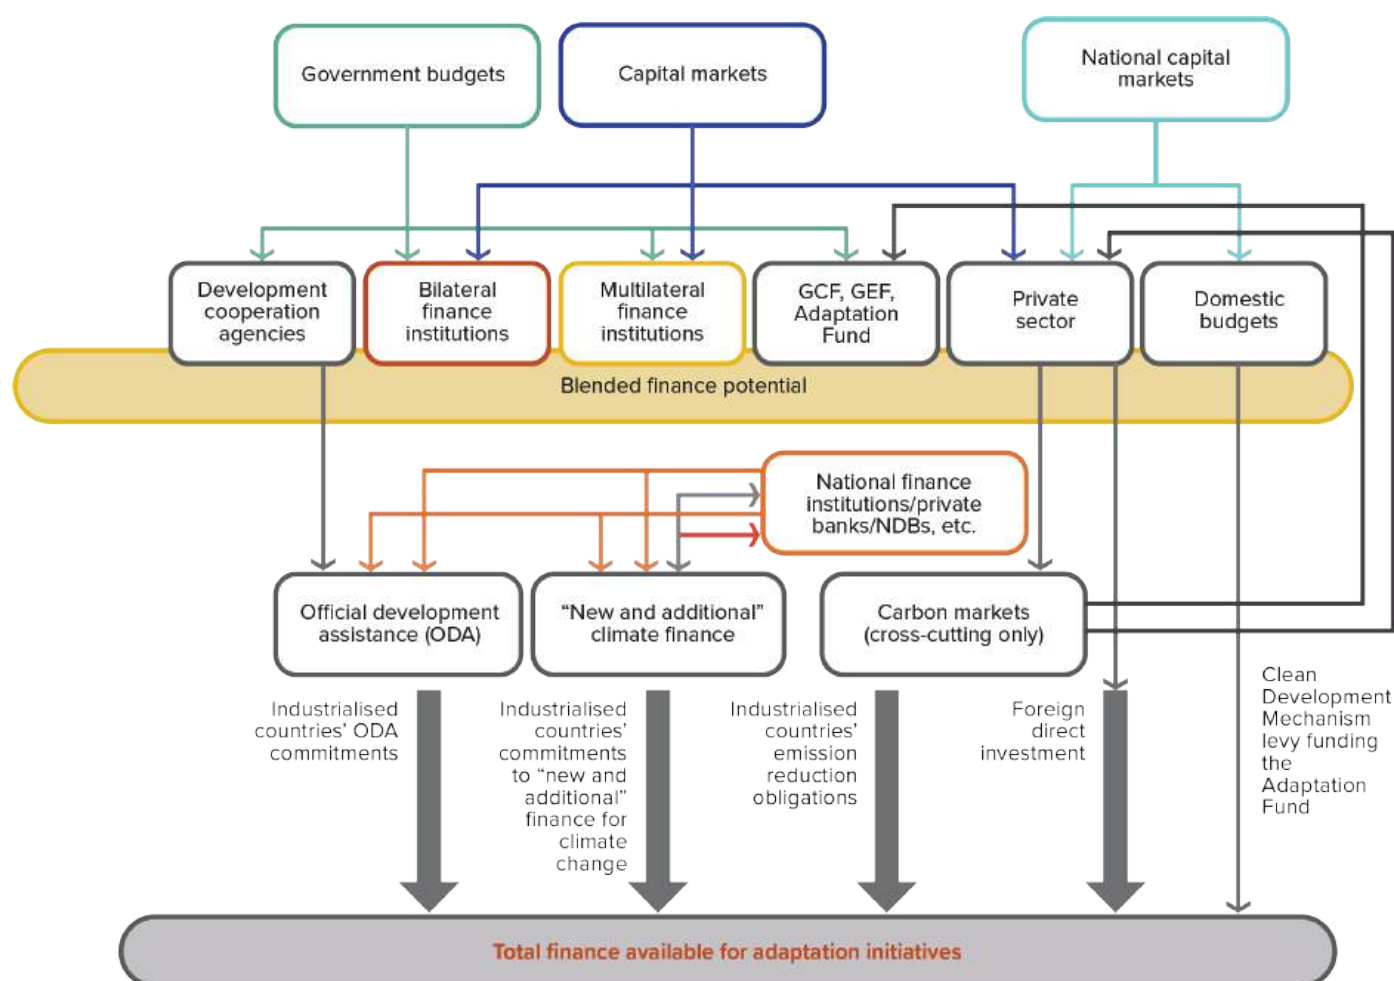 Government budgets
Capital markets
National capital
markets
Development
cooperation
agencies
Bilateral
finance
institutions
Multilateral
finance
institutions
GCF, GEF,
Adaptation
Fund
Private
sector
Domestic
budgets
Blended finance potential
National finance
institutions/private
banks/NDBs, etc.
Official development
assistance (ODA)
“New and additional”
climate finance
Carbon markets
(cross-cutting only)
Industrialised
countries’ ODA
commitments
Industrialised
countries’
commitments
to “new and
additional”
finance for
climate
change
Industrialised
countries’
emission
reduction
obligations
Foreign
direct
investment
Clean
Development
Mechanism
levy funding
the
Adaptation
Fund
Total finance available for adaptation initiatives